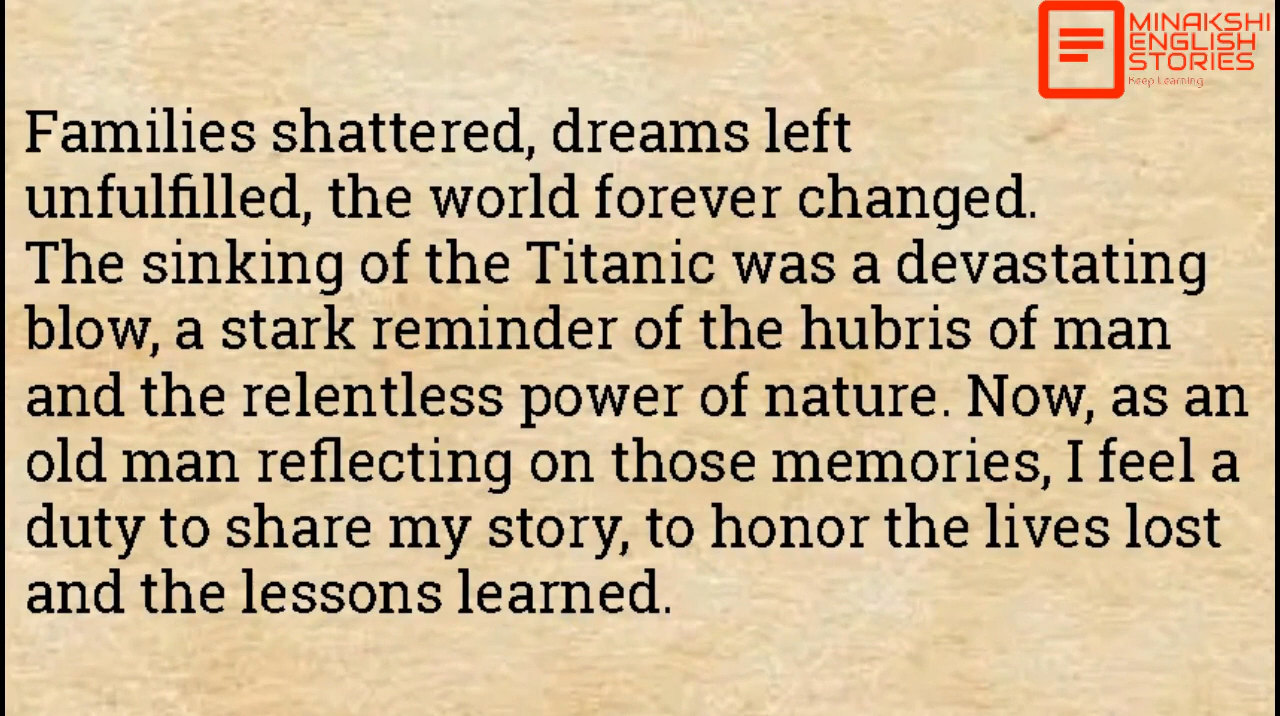 MINAKSHI
ENGLISH
STORIES
Keep Learning
Families shattered, dreams left
unfulfilled, the world forever changed.
The sinking of the Titanic was a devastating
blow, a stark reminder of the hubris of man
and the relentless power of nature. Now, as an
old man reflecting on those memories, I feel a
duty to share my story, to honor the lives lost
and the lessons learned.